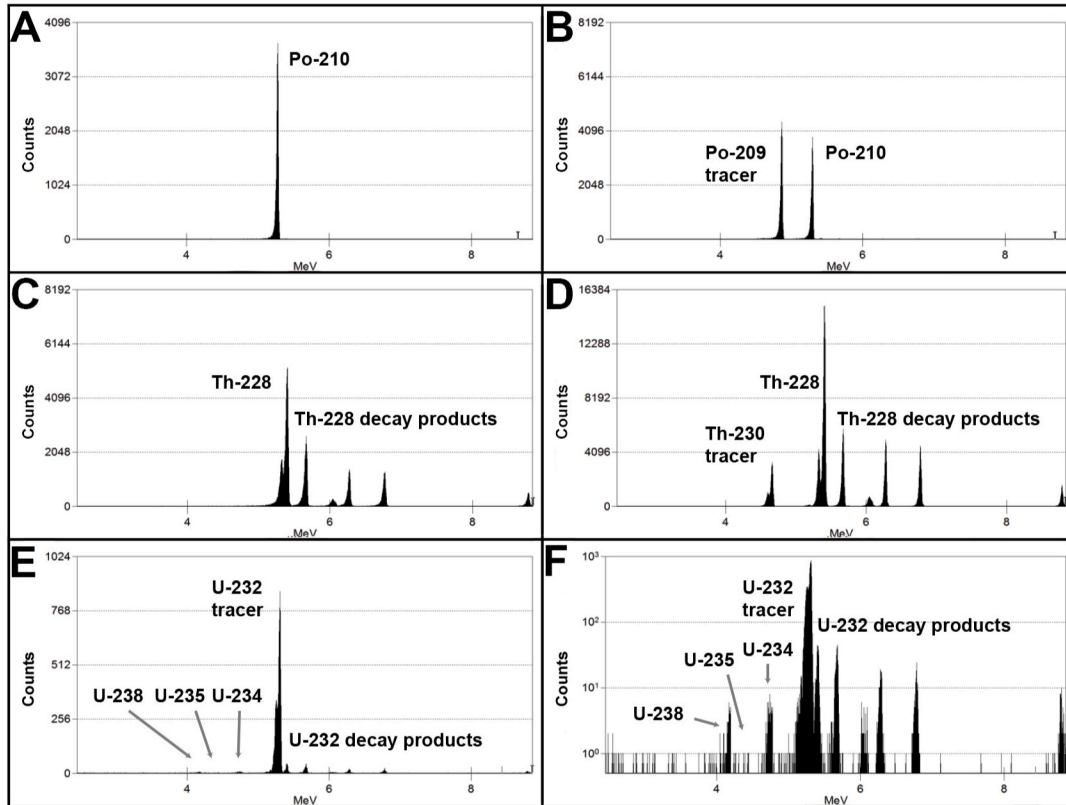 A
4096
3072
2048
1024
0
Counts
Po-210
4
6
8
MeV
B
8192
6144
4096
2048
0
Counts
Po-209
tracer
Po-210
4
6
8
MeV
C
8192
6144
4096
2048
0
Counts
Th-228
Th-228 decay products
4
6
8
MeV
D
16384
12288
8192
4096
0
Counts
Th-228
Th-228 decay products
Th-230
tracer
4
6
8
MeV
E
1024
768
512
256
0
Counts
U-232
tracer
U-238 U-235 U-234
U-232 decay products
4
6
8
MeV
F
10³
10²
10¹
10⁰
Counts
U-232
tracer
U-232 decay products
U-234
U-235
U-238
4
6
8
MeV